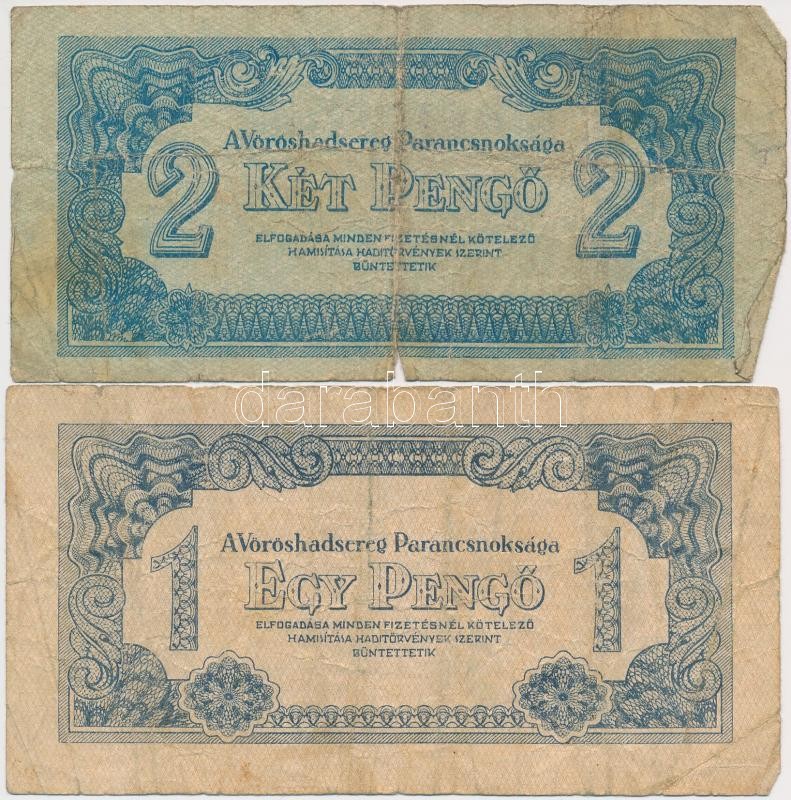 A Vöröshadsereg Parancsnoksága
2 KÉT PENGŐ 2
ELFOGADÁSA MINDEN FIZETÉSNÉL KÖTELEZŐ
HAMISÍTÁSA HADITÖRVÉNYEK SZERINT
BÜNTETTETIK
darabanth
A Vöröshadsereg Parancsnoksága
1 EGY PENGŐ 1
ELFOGADÁSA MINDEN FIZETÉSNÉL KÖTELEZŐ
HAMISÍTÁSA HADITÖRVÉNYEK SZERINT
BÜNTETTETIK